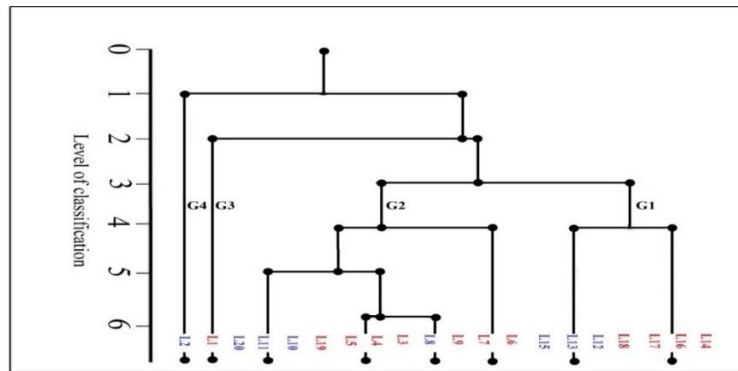 0
1
2
3
4
5
6
Level of classification
G4
G3
G2
G1
L2
L1
L20
L11
L10
L19
L5
L4
L3
L8
L9
L7
L6
L15
L13
L12
L18
L17
L16
L14